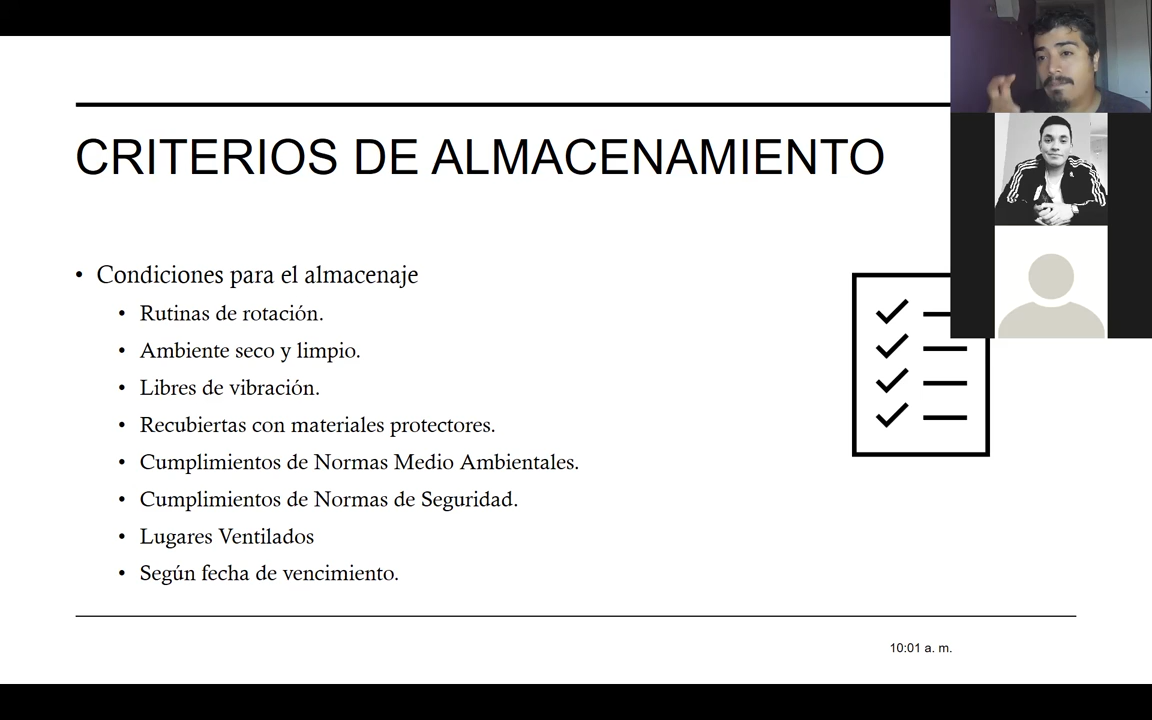 CRITERIOS DE ALMACENAMIENTO
• Condiciones para el almacenaje
• Rutinas de rotación.
• Ambiente seco y limpio.
• Libres de vibración.
• Recubiertas con materiales protectores.
• Cumplimientos de Normas Medio Ambientales.
• Cumplimientos de Normas de Seguridad.
• Lugares Ventilados
• Según fecha de vencimiento.
10:01 a. m.